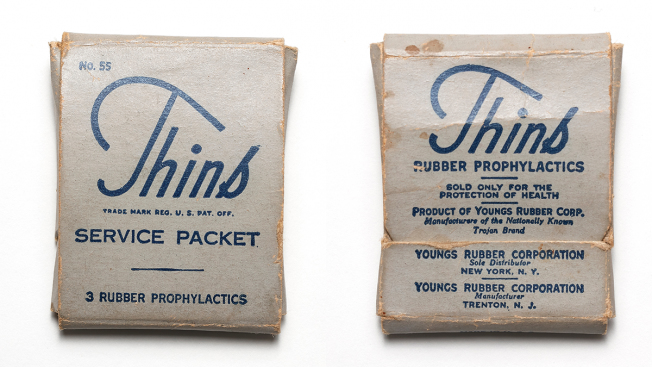 No. 55
Thins
TRADE MARK REG. U. S. PAT. OFF.
SERVICE PACKET
3 RUBBER PROPHYLACTICS
Thins
RUBBER PROPHYLACTICS
SOLD ONLY FOR THE
PROTECTION OF HEALTH
PRODUCT OF YOUNGS RUBBER CORP.
Manufacturers of the Nationally Known
Trojan Brand
YOUNGS RUBBER CORPORATION
Sole Distributor
NEW YORK, N. Y.
YOUNGS RUBBER CORPORATION
Manufacturer
TRENTON, N. J.